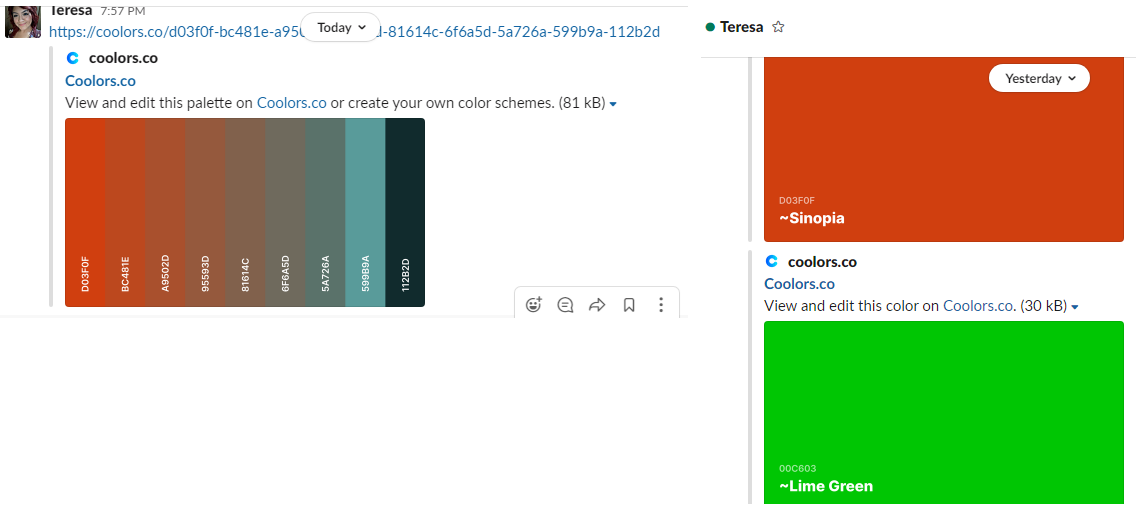 Teresa 7:57 PM
https://coolors.co/d03f0f-bc481e-a950 d-81614c-6f6a5d-5a726a-599b9a-112b2d
Today
coolors.co
Coolors.co
View and edit this palette on Coolors.co or create your own color schemes. (81 kB)
D03F0F
BC481E
A9502D
95593D
81614C
6F6A5D
5A726A
599B9A
112B2D
Teresa
Yesterday
D03F0F
~Sinopia
coolors.co
Coolors.co
View and edit this color on Coolors.co. (30 kB)
00C603
~Lime Green